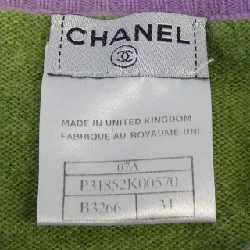 CHANEL
MADE IN UNITED KINGDOM
FABRIQUE AU ROYAUME UNI
07A
P31852K00570
B3266 34